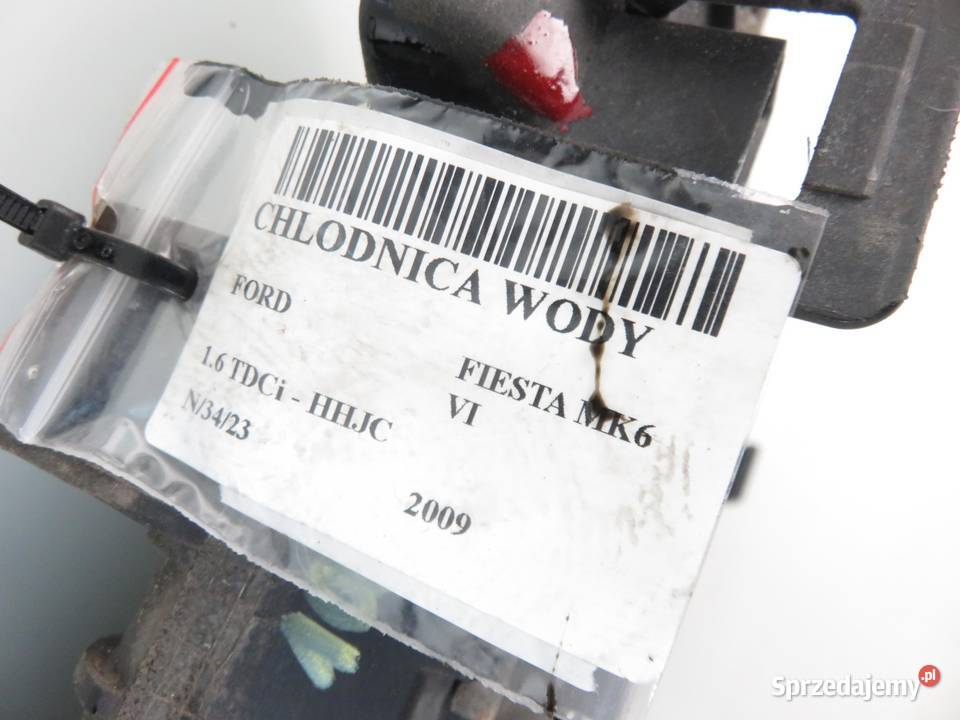 CHLODNICA WODY
FORD
FIESTA MK6
VI
1.6 TDCi - HHJC
N/34/23
2009
Sprzedajemy.pl